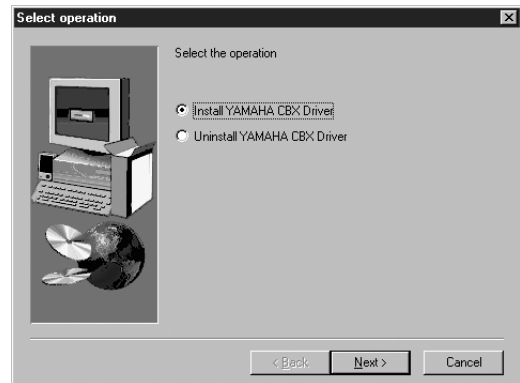 Select operation
Select the operation
Install YAMAHA CBX Driver
Uninstall YAMAHA CBX Driver
< Back
Next >
Cancel